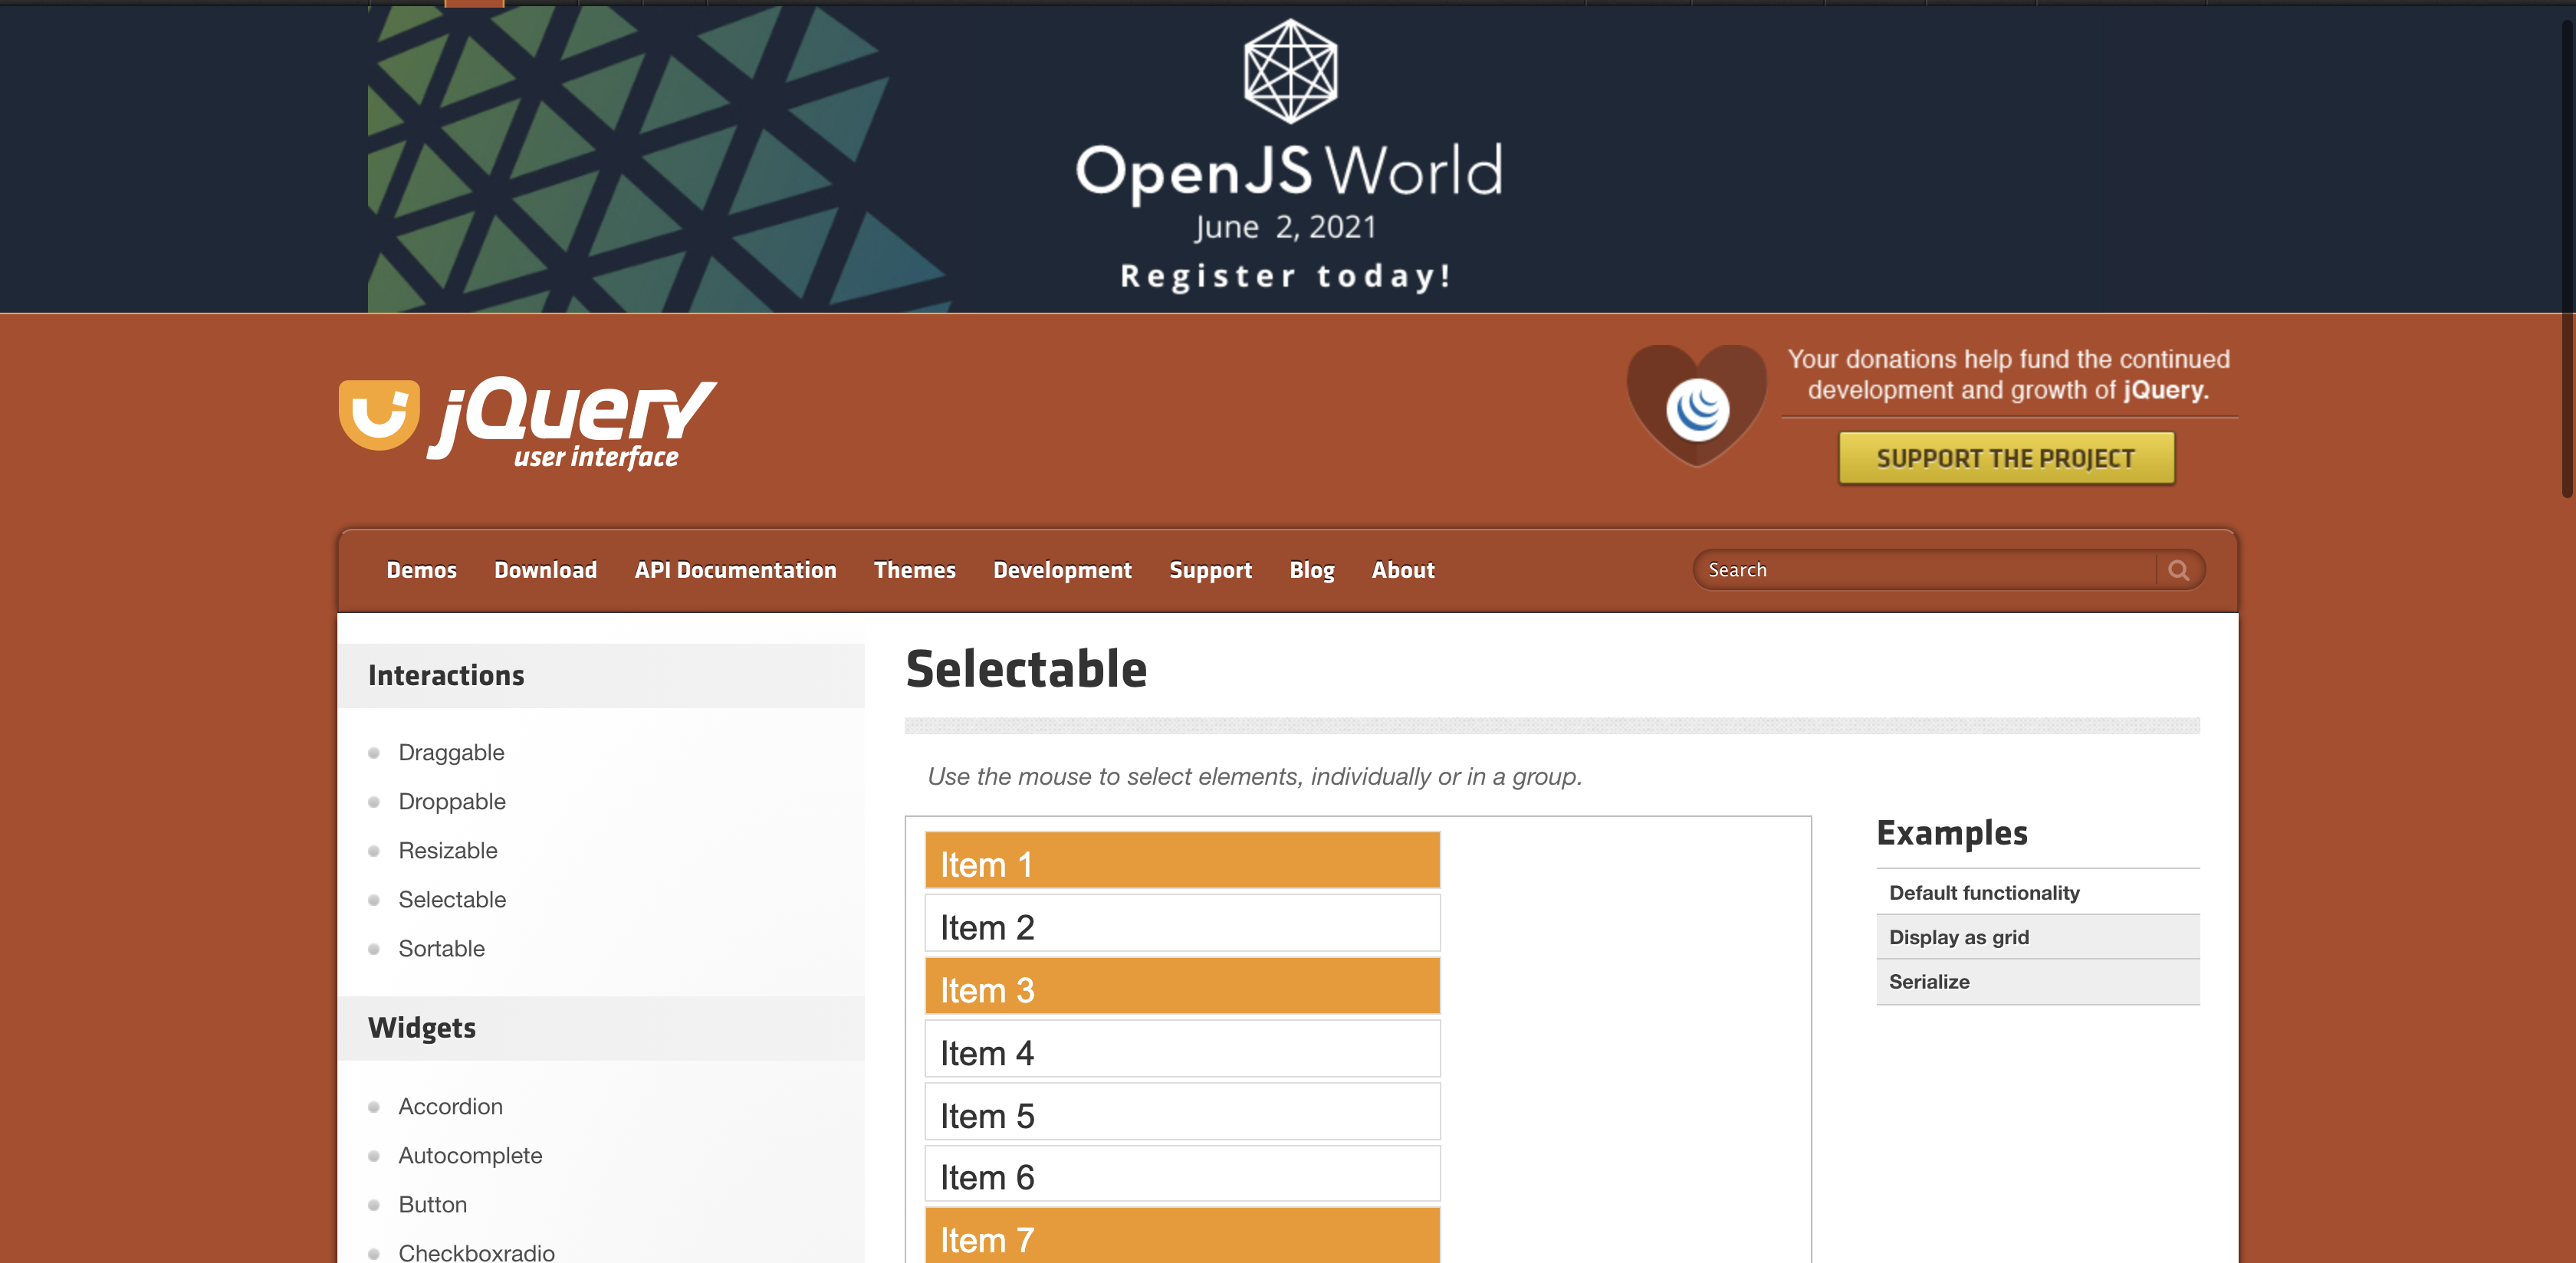 OpenJS World
June 2, 2021
Register today!
jQuery
user interface
Your donations help fund the continued
development and growth of jQuery.
SUPPORT THE PROJECT
Demos Download API Documentation Themes Development Support Blog About Search
Interactions
Draggable
Droppable
Resizable
Selectable
Sortable
Widgets
Accordion
Autocomplete
Button
Checkboxradio
Selectable
Use the mouse to select elements, individually or in a group.
Item 1
Item 2
Item 3
Item 4
Item 5
Item 6
Item 7
Examples
Default functionality
Display as grid
Serialize